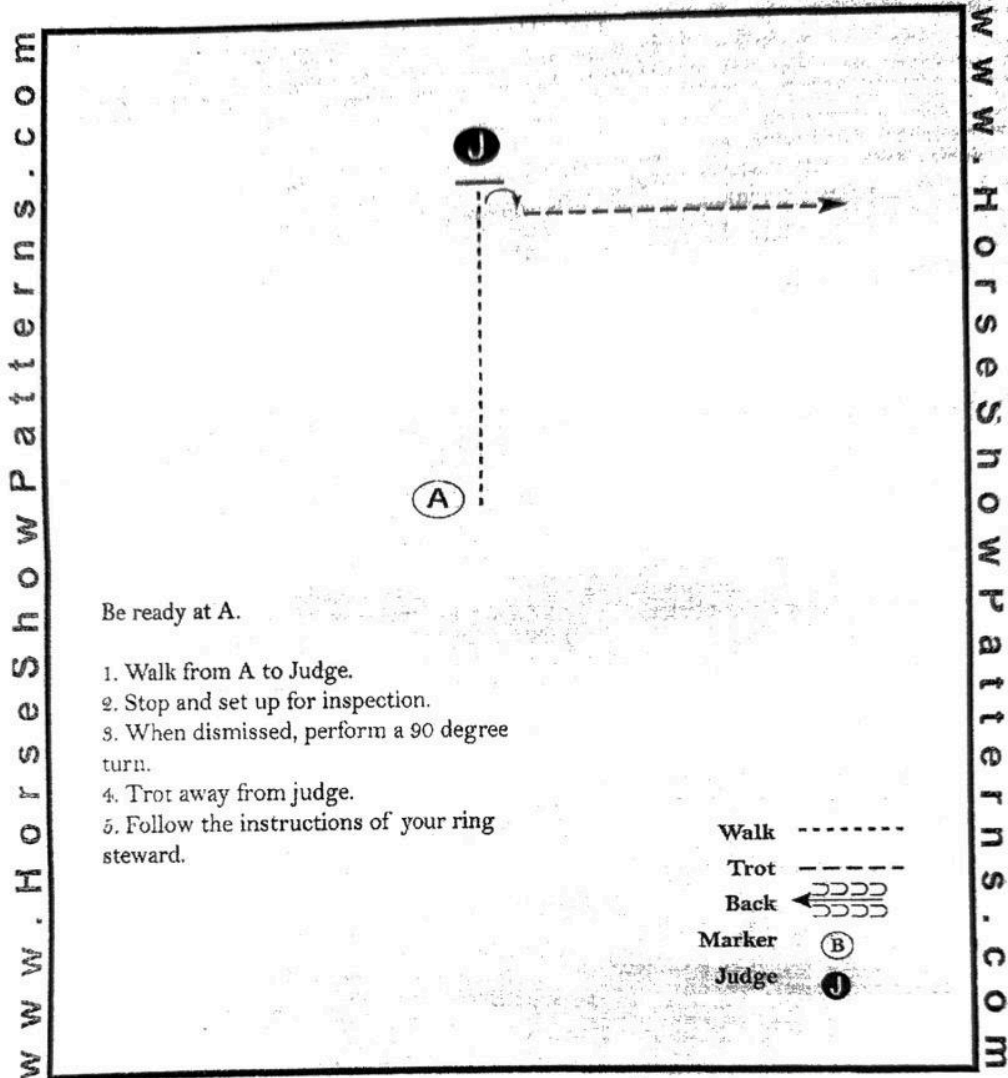 www.HorseShowPatterns.com
www.HorseShowPatterns.com
J
A
Be ready at A.
1. Walk from A to Judge.
2. Stop and set up for inspection.
3. When dismissed, perform a 90 degree
turn.
4. Trot away from judge.
5. Follow the instructions of your ring
steward.
Walk
Trot
Back
Marker B
Judge J